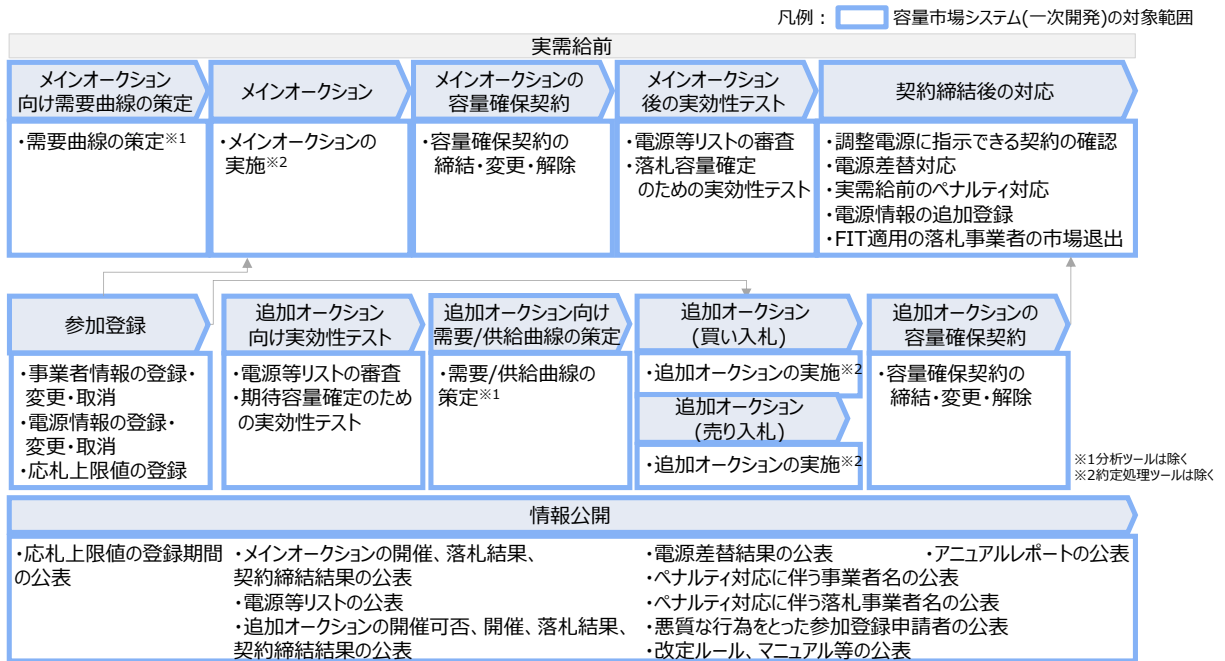 凡例： 容量市場システム(一次開発)の対象範囲
実需給前
メインオークション
向け需要曲線の策定
・需要曲線の策定※1
メインオークション
・メインオークションの
実施※2
メインオークションの
容量確保契約
・容量確保契約の
締結・変更・解除
メインオークション
後の実効性テスト
・電源等リストの審査
・落札容量確定
のための実効性テスト
契約締結後の対応
・調整電源に指示できる契約の確認
・電源差替対応
・実需給前のペナルティ対応
・電源情報の追加登録
・FIT適用の落札事業者の市場退出
参加登録
・事業者情報の登録・
変更・取消
・電源情報の登録・
変更・取消
・応札上限値の登録
追加オークション
向け実効性テスト
・電源等リストの審査
・期待容量確定のため
の実効性テスト
追加オークション向け
需要/供給曲線の策定
・需要/供給曲線の
策定※1
追加オークション
(買い入札)
・追加オークションの実施※2
追加オークション
(売り入札)
・追加オークションの実施※2
追加オークションの
容量確保契約
・容量確保契約の
締結・変更・解除
※1分析ツールは除く
※2約定処理ツールは除く
情報公開
・応札上限値の登録期間
の公表
・メインオークションの開催、落札結果、
契約締結結果の公表
・電源等リストの公表
・追加オークションの開催可否、開催、落札結果、
契約締結結果の公表
・電源差替結果の公表
・ペナルティ対応に伴う事業者名の公表
・ペナルティ対応に伴う落札事業者名の公表
・悪質な行為をとった参加登録申請者の公表
・改定ルール、マニュアル等の公表
・アニュアルレポートの公表